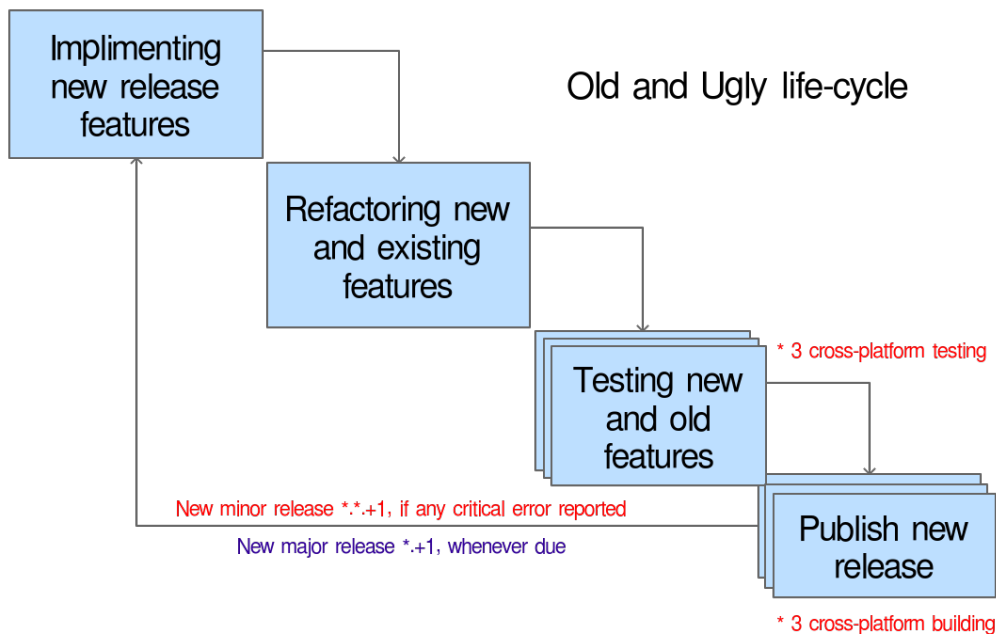 Implimenting
new release
features
Old and Ugly life-cycle
Refactoring new
and existing
features
* 3 cross-platform testing
Testing new
and old
features
New minor release *.*.+1, if any critical error reported
New major release *.+1, whenever due
Publish new
release
* 3 cross-platform building